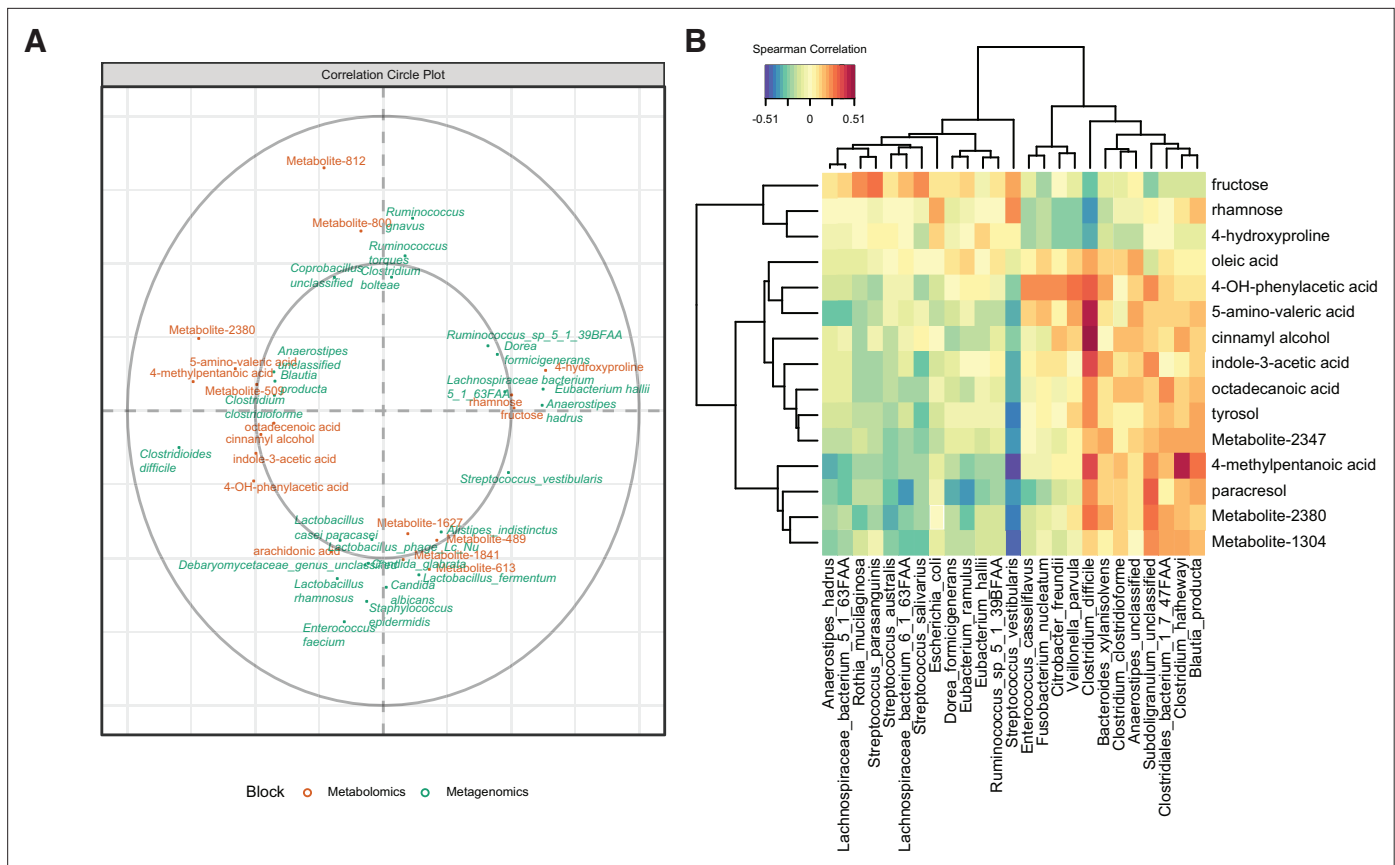 A
Correlation Circle Plot
Metabolite-812
Ruminococcus
gnavus
Metabolite-800
Ruminococcus
torques
Coprobacillus
unclassified
Clostridium
bolteae
Metabolite-2380
Ruminococcus_sp_5_1_39BFAA
Dorea
formicigenerans
Anaerostipes
unclassified
5-amino-valeric acid
4-methylpentanoic acid
4-hydroxyproline
Blautia
producta
Lachnospiraceae bacterium
5_1_63FAA
Eubacterium hallii
Metabolite-509
Clostridium
clostridoforme
rhamnose
Anaerostipes
hadrus
fructose
octadecenoic acid
cinnamyl alcohol
Clostridioides
difficile
indole-3-acetic acid
Streptococcus_vestibularis
4-OH-phenylacetic acid
Lactobacillus
casei paracasei
Metabolite-1627
Alistipes_indistinctus
Metabolite-489
Lactobacillus_phage_Lc_Nu
arachidonic acid
Metabolite-1841
Debaryomycetaceae_genus_unclassified
Candida_glabrata
Metabolite-613
Lactobacillus_fermentum
Lactobacillus
rhamnosus
Candida
albicans
Staphylococcus
epidermidis
Enterococcus
faecium
Block
Metabolomics
Metagenomics
B
Spearman Correlation
-0.51
0
0.51
fructose
rhamnose
4-hydroxyproline
oleic acid
4-OH-phenylacetic acid
5-amino-valeric acid
cinnamyl alcohol
indole-3-acetic acid
octadecanoic acid
tyrosol
Metabolite-2347
4-methylpentanoic acid
paracresol
Metabolite-2380
Metabolite-1304
Anaerostipes_hadrus
Lachnospiraceae_bacterium_5_1_63FAA
Rothia_mucilaginosa
Streptococcus_parasanguinis
Streptococcus_australis
Lachnospiraceae_bacterium_6_1_63FAA
Streptococcus_salivarius
Escherichia_coli
Dorea_formicigenerans
Eubacterium_ramulus
Eubacterium_hallii
Ruminococcus_sp_5_1_39BFAA
Streptococcus_vestibularis
Enterococcus_casseliflavus
Fusobacterium_nucleatum
Citrobacter_freundii
Veillonella_parvula
Clostridium_difficile
Bacteroides_xylanisolvens
Clostridium_clostridioforme
Anaerostipes_unclassified
Subdoligranulum_unclassified
Clostridiales_bacterium_1_7_47FAA
Clostridium_hathewayi
Blautia_producta